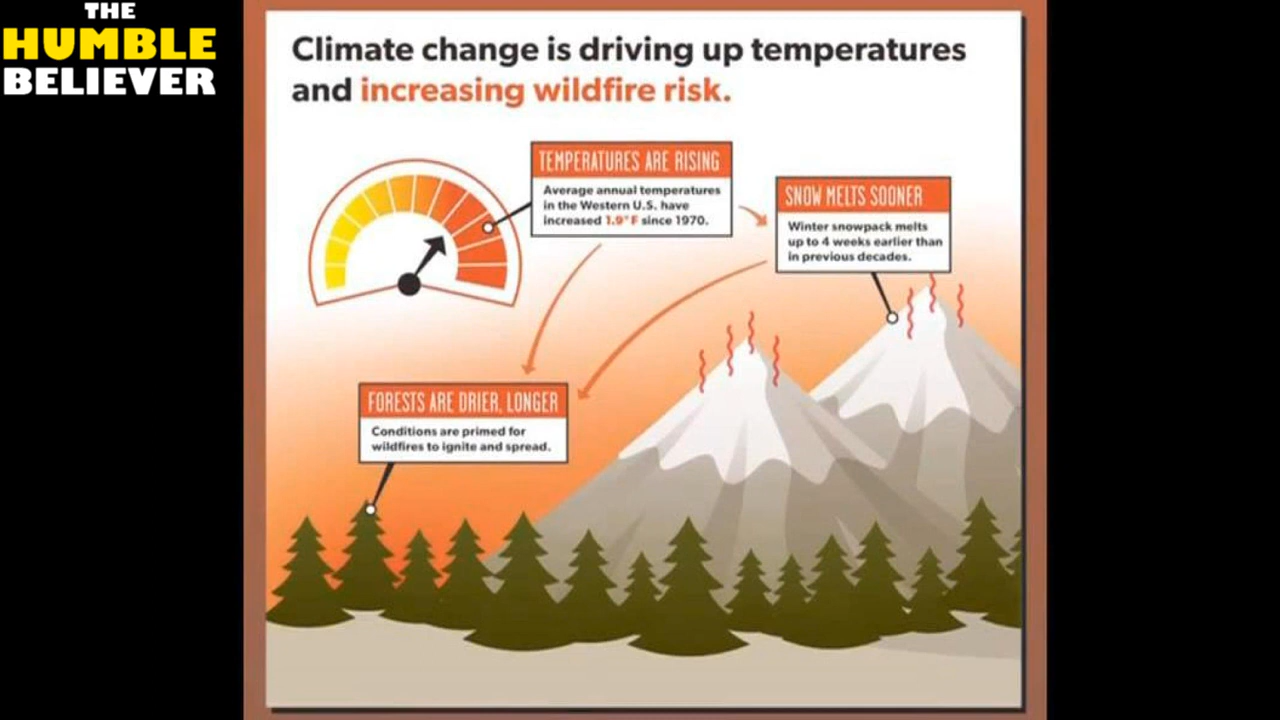 THE
HUMBLE
BELIEVER
Climate change is driving up temperatures
and increasing wildfire risk.
TEMPERATURES ARE RISING
Average annual temperatures
in the Western U.S. have
increased 1.9°F since 1970.
SNOW MELTS SOONER
Winter snowpack melts
up to 4 weeks earlier than
in previous decades.
FORESTS ARE DRIER, LONGER
Conditions are primed for
wildfires to ignite and spread.